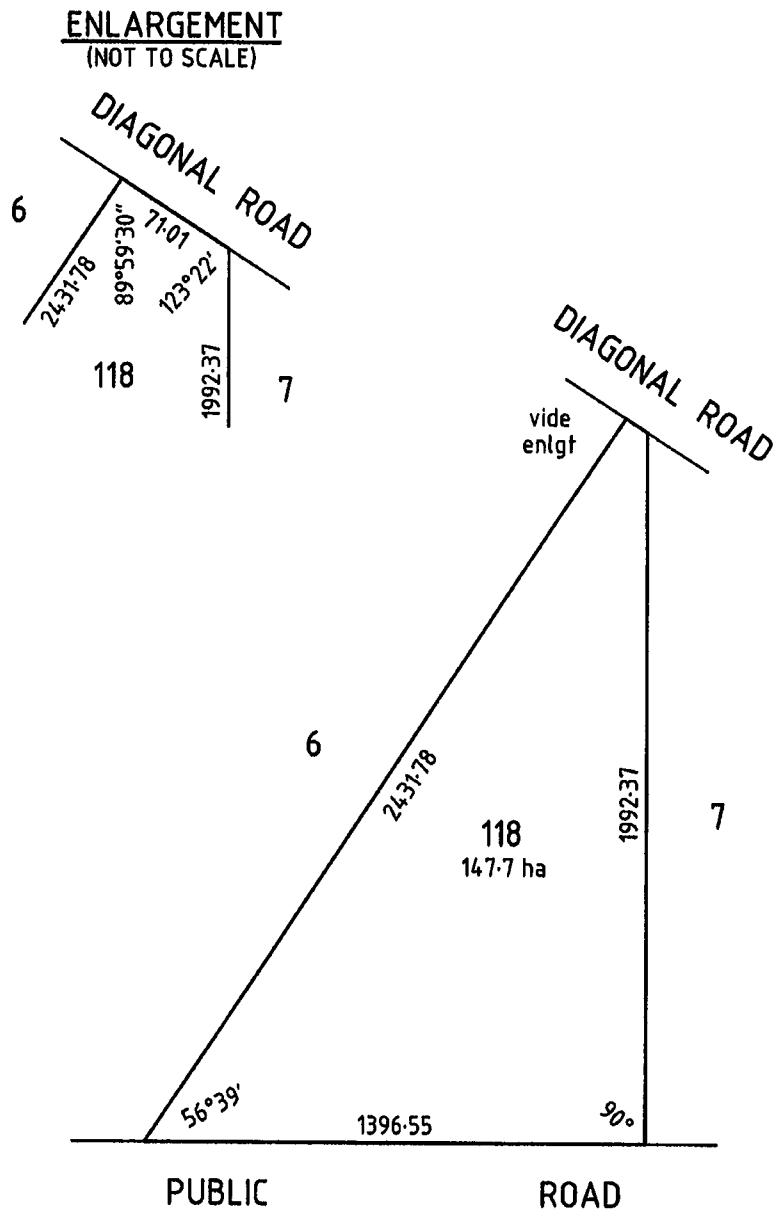 ENLARGEMENT
(NOT TO SCALE)
DIAGONAL ROAD
6
71·01
89°59'30"
123°22'
2431·78
118
1992·37
7
DIAGONAL ROAD
vide
enlgt
6
2431·78
1992·37
7
118
147·7 ha
56°39'
1396·55
90°
PUBLIC ROAD